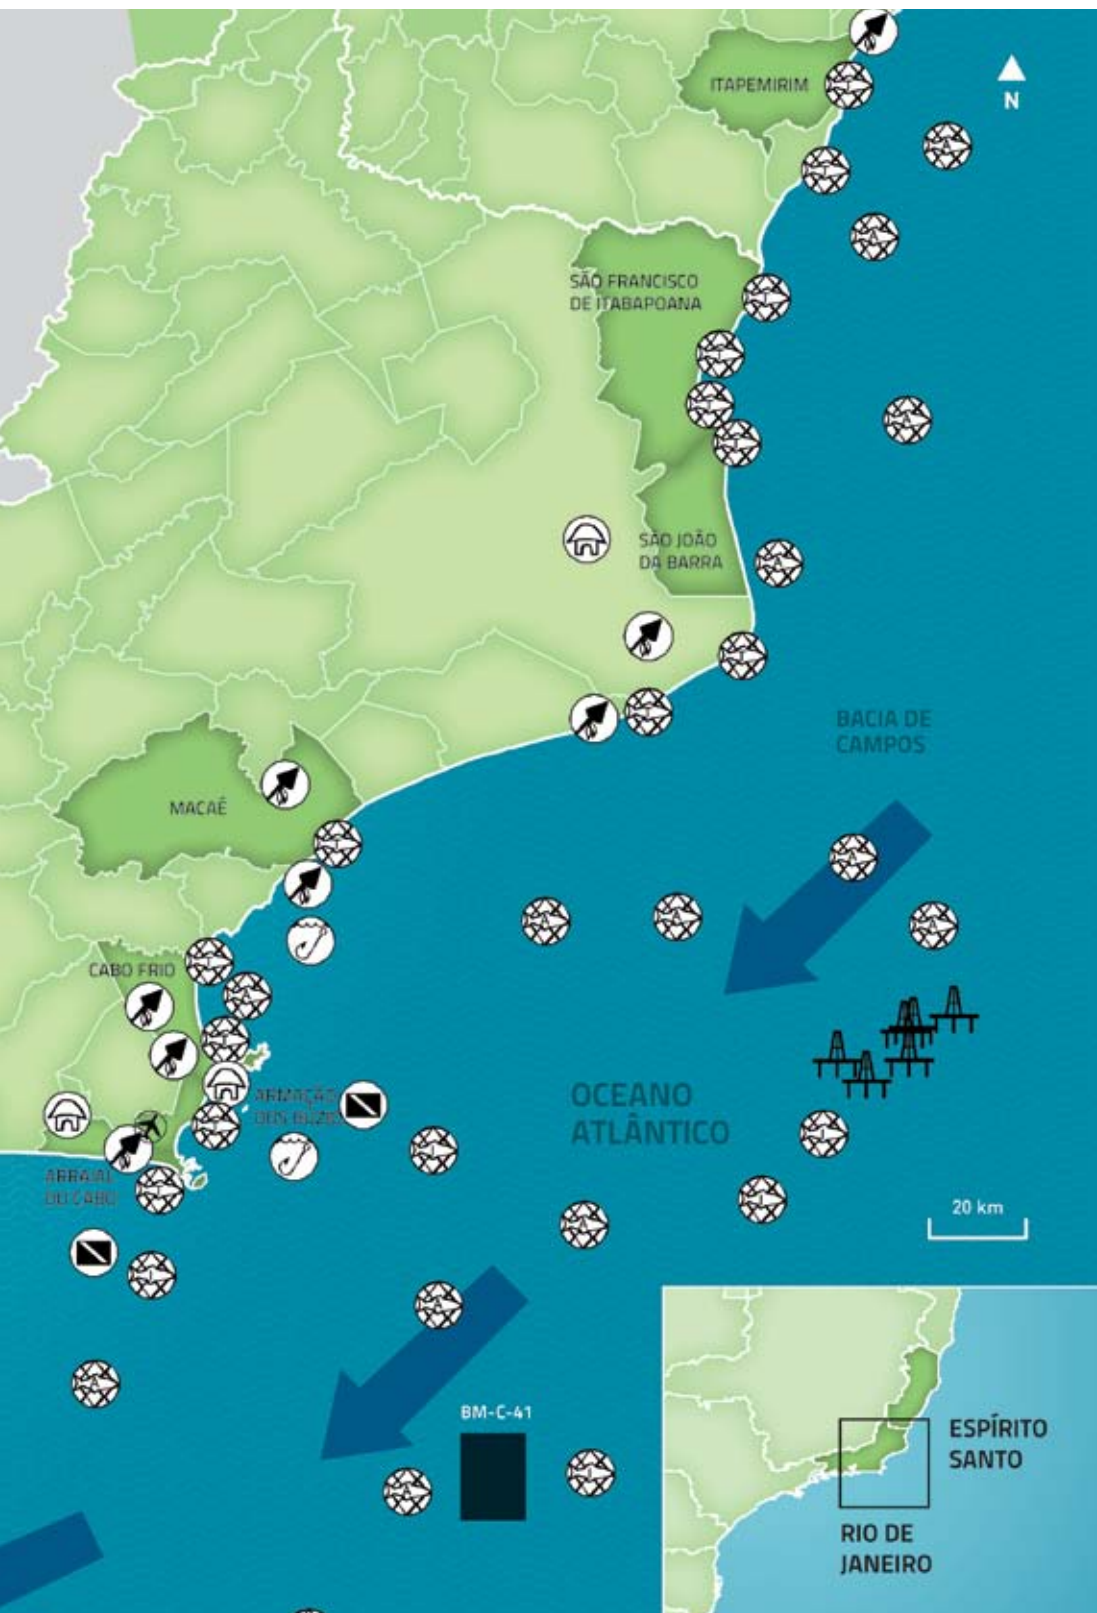 ITAPEMIRIM
N
SÃO FRANCISCO
DE ITABAPOANA
SÃO JOÃO
DA BARRA
BACIA DE
CAMPOS
MACAÉ
CABO FRIO
ARMAÇÃO
DOS BÚZIOS
OCEANO
ATLÂNTICO
ARRAIAL
DO CABO
20 km
BM-C-41
ESPÍRITO
SANTO
RIO DE
JANEIRO